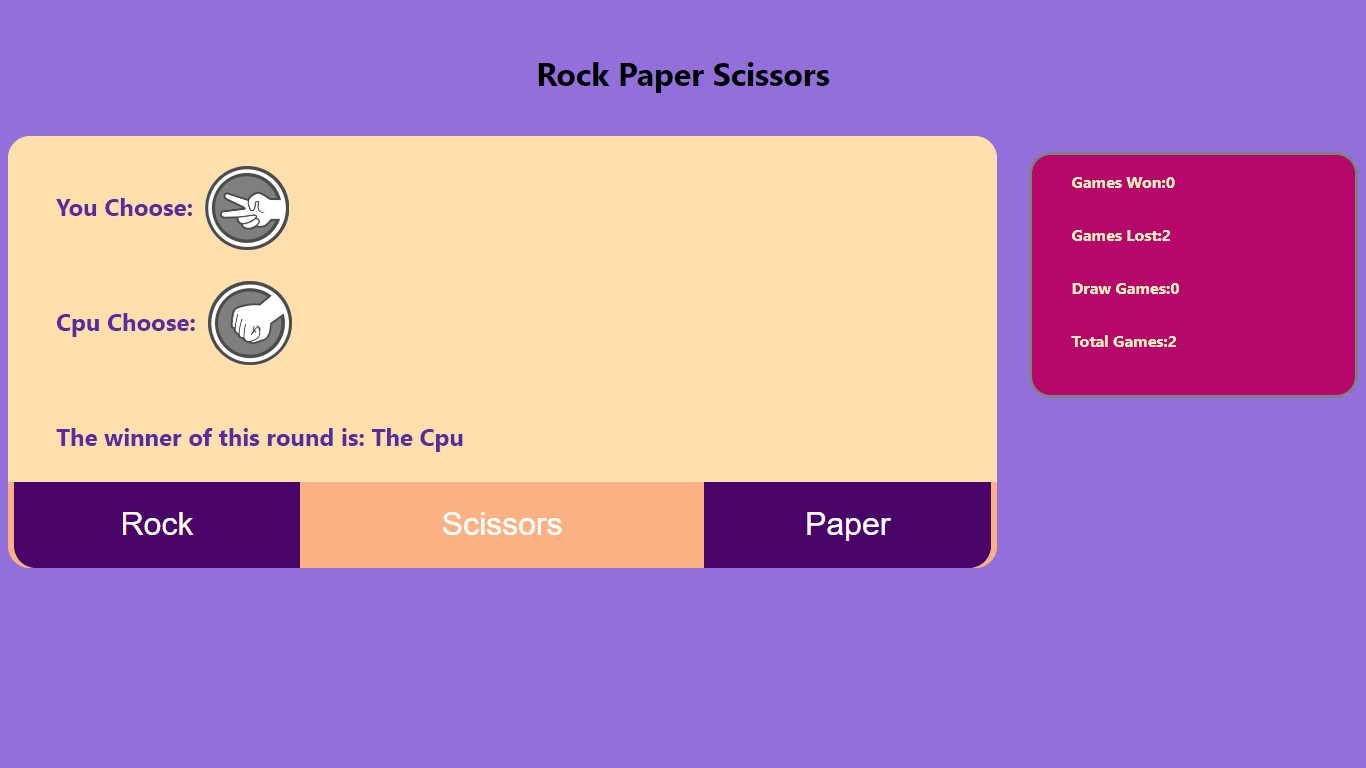 Rock Paper Scissors
You Choose:
Cpu Choose:
The winner of this round is: The Cpu
Rock
Scissors
Paper
Games Won:0
Games Lost:2
Draw Games:0
Total Games:2